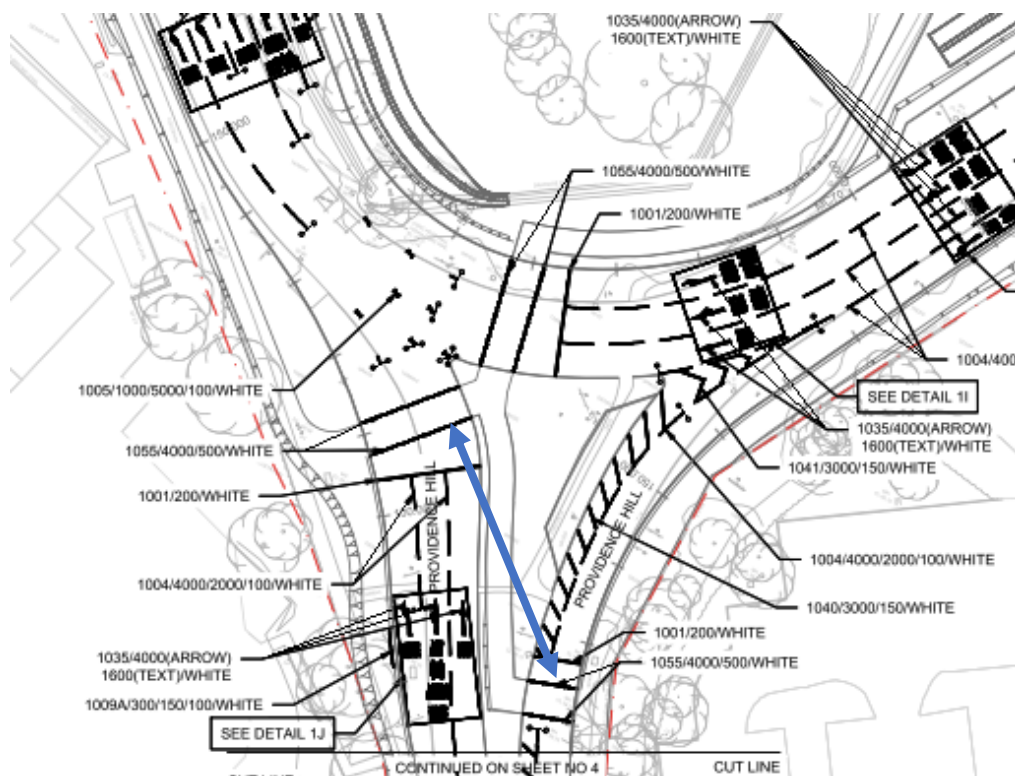 1035/4000(ARROW)
1600(TEXT)/WHITE
1055/4000/500/WHITE
1001/200/WHITE
1004/400
1005/1000/5000/100/WHITE
SEE DETAIL 1I
1035/4000(ARROW)
1600(TEXT)/WHITE
1055/4000/500/WHITE
1041/3000/150/WHITE
1001/200/WHITE
PROVIDENCE HILL
PROVIDENCE HILL
1004/4000/2000/100/WHITE
1004/4000/2000/100/WHITE
1040/3000/150/WHITE
1001/200/WHITE
1035/4000(ARROW)
1600(TEXT)/WHITE
1055/4000/500/WHITE
1009A/300/150/100/WHITE
SEE DETAIL 1J
CONTINUED ON SHEET NO 4
CUT LINE
CUT LINE